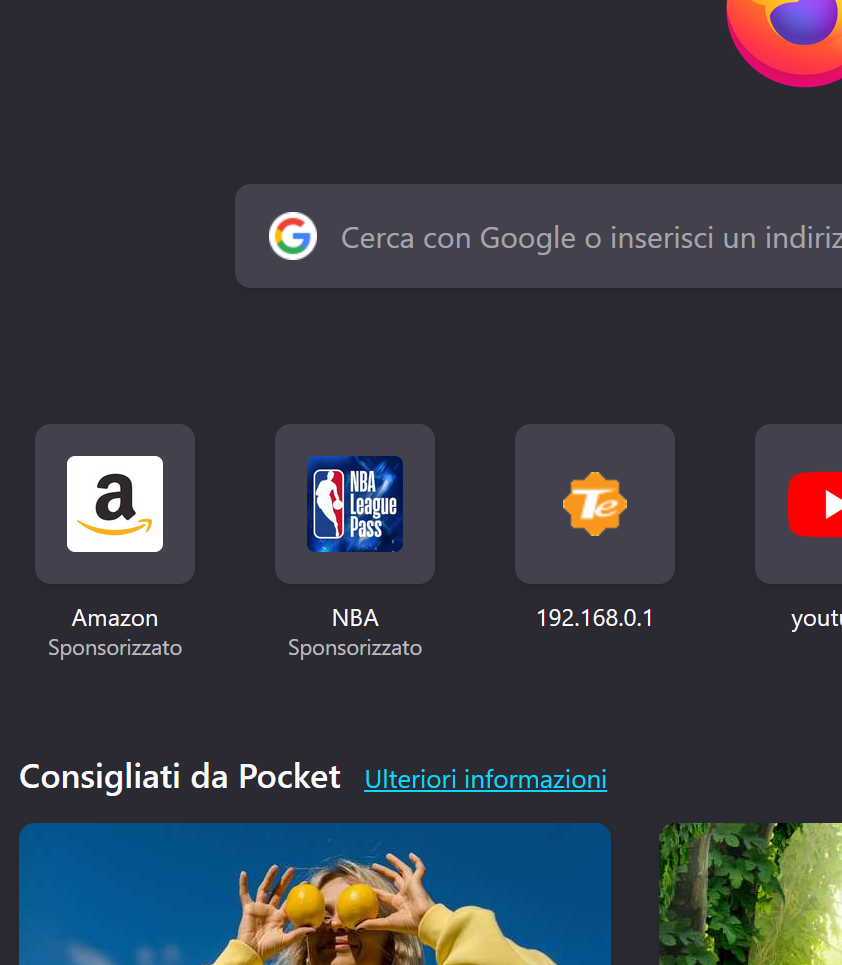 Cerca con Google o inserisci un indiriz
a
NBA
League
Pass
Te
Amazon
Sponsorizzato
NBA
Sponsorizzato
192.168.0.1
yout
Consigliati da Pocket Ulteriori informazioni